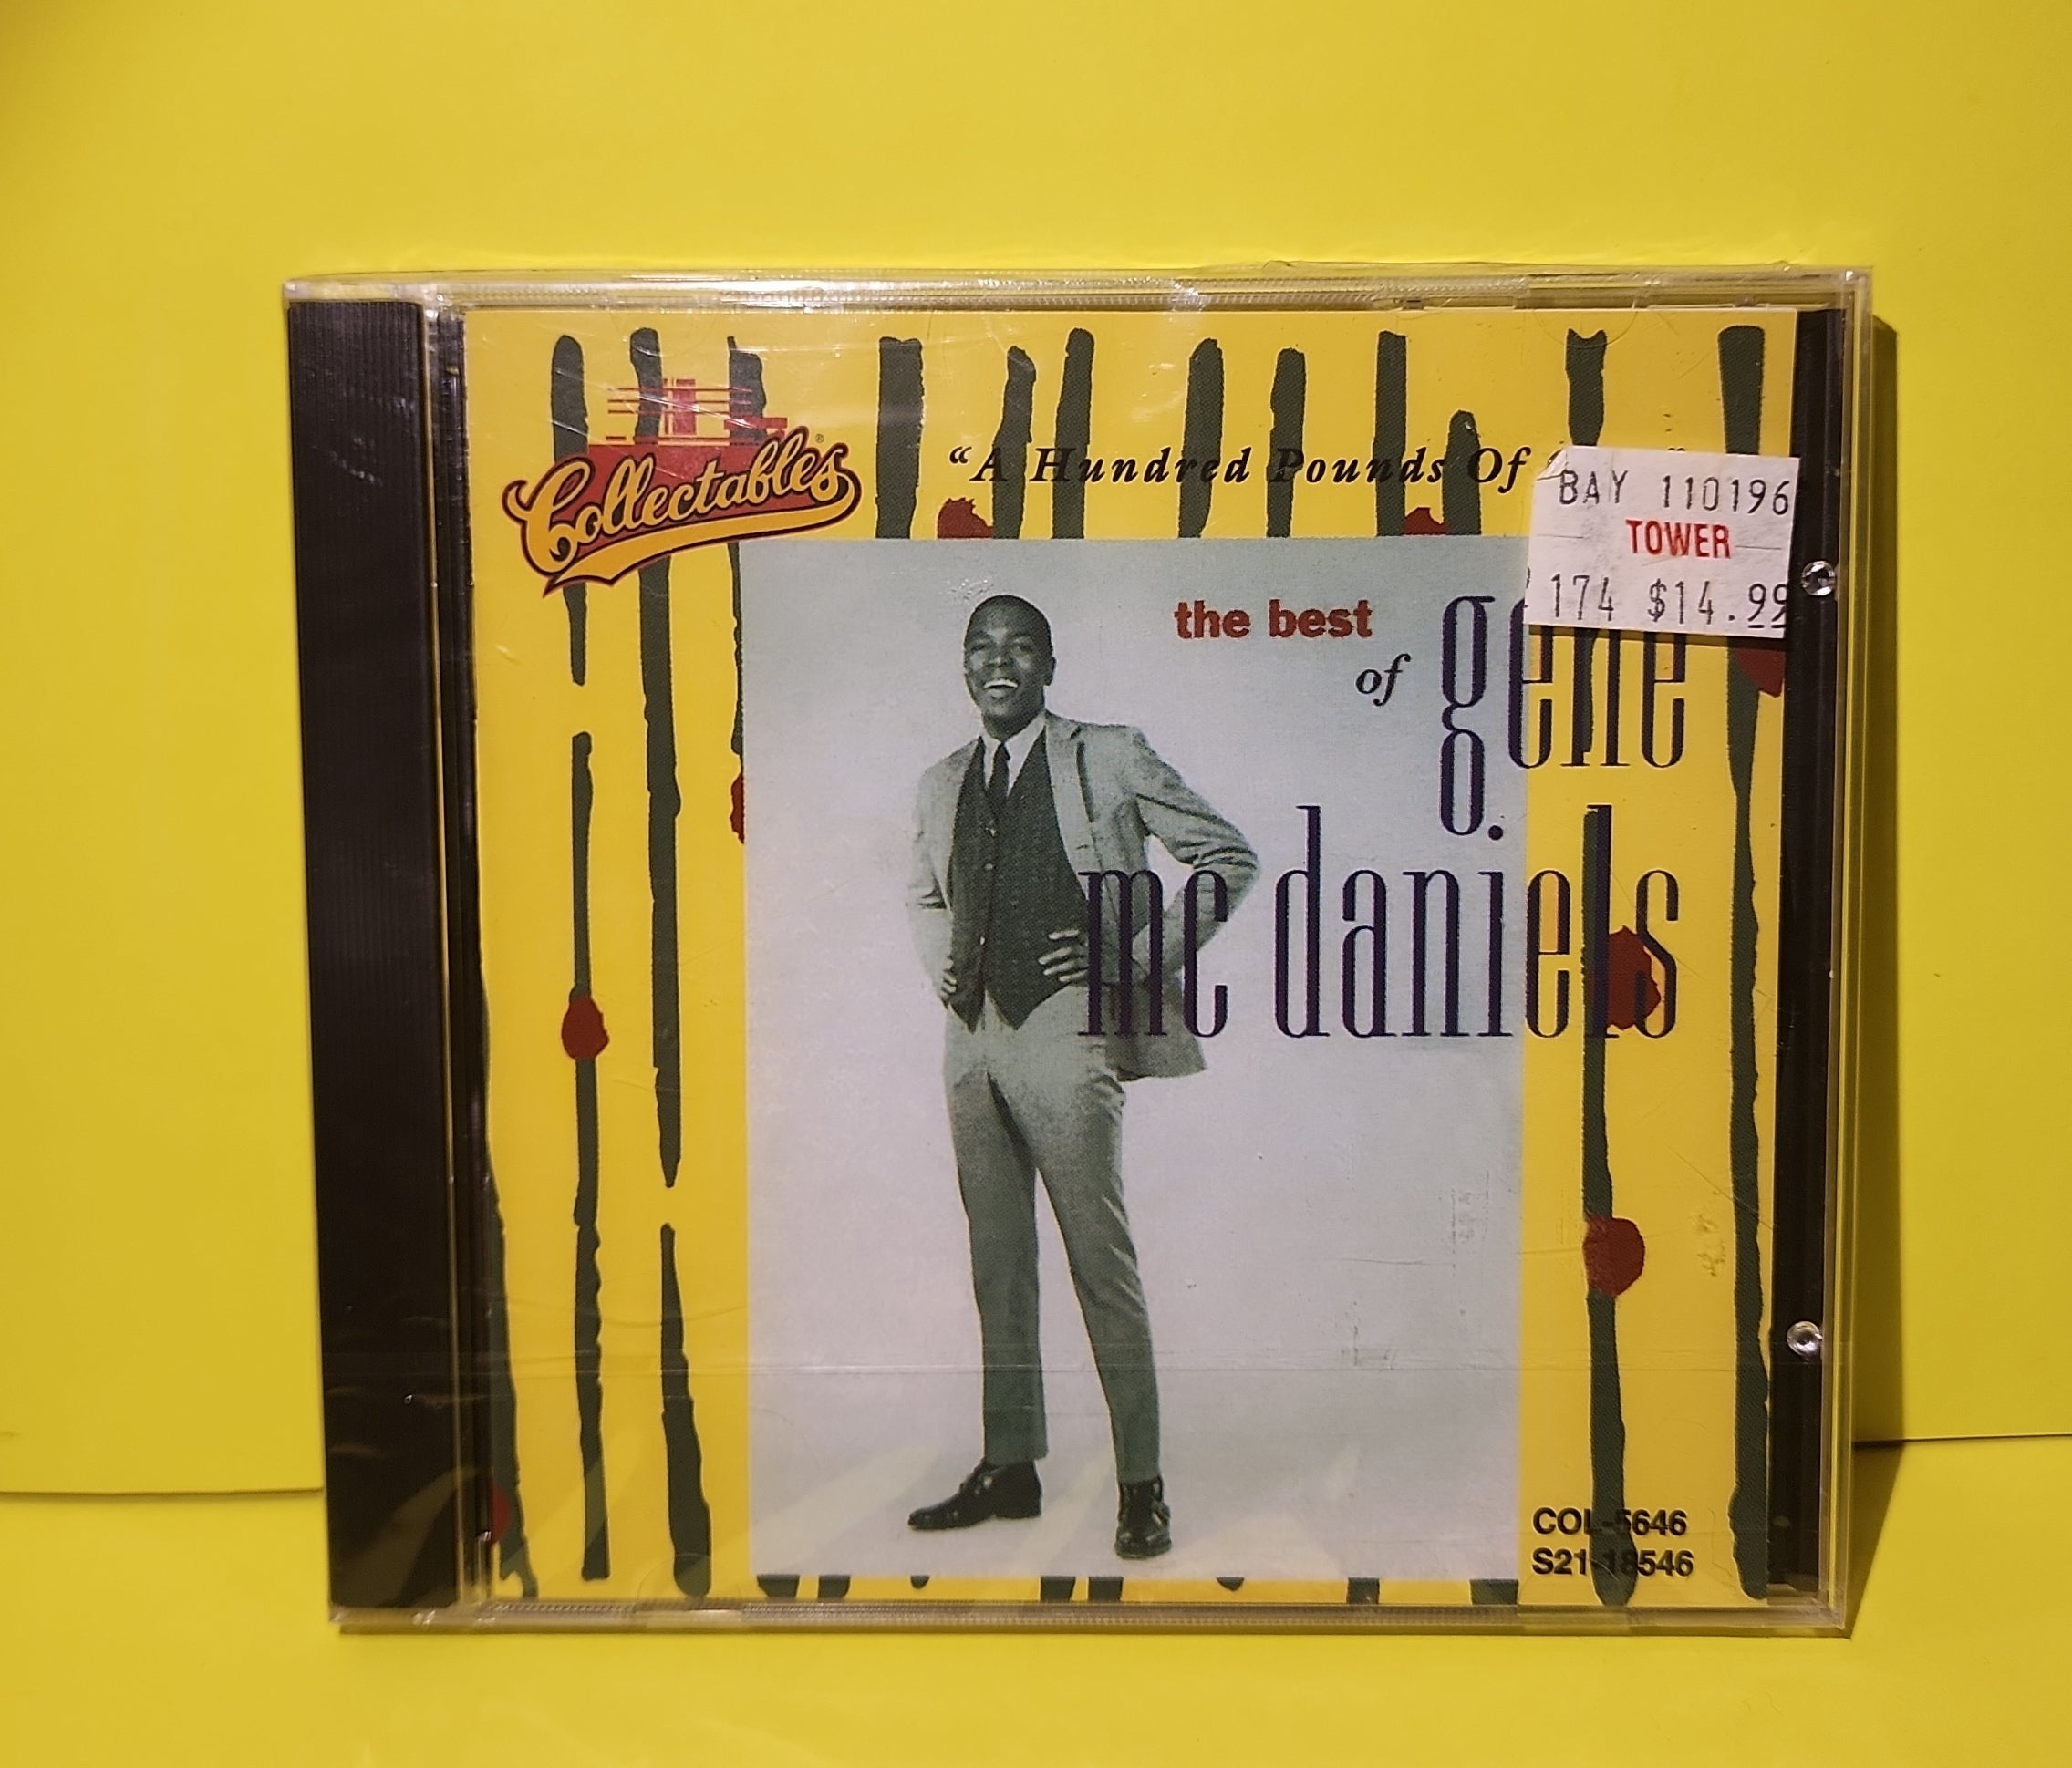 Collectables®
"A Hundred Pounds Of
BAY 110196
TOWER
174 $14.99
the best
of gene
mc daniels
COL-5646
S21-18546